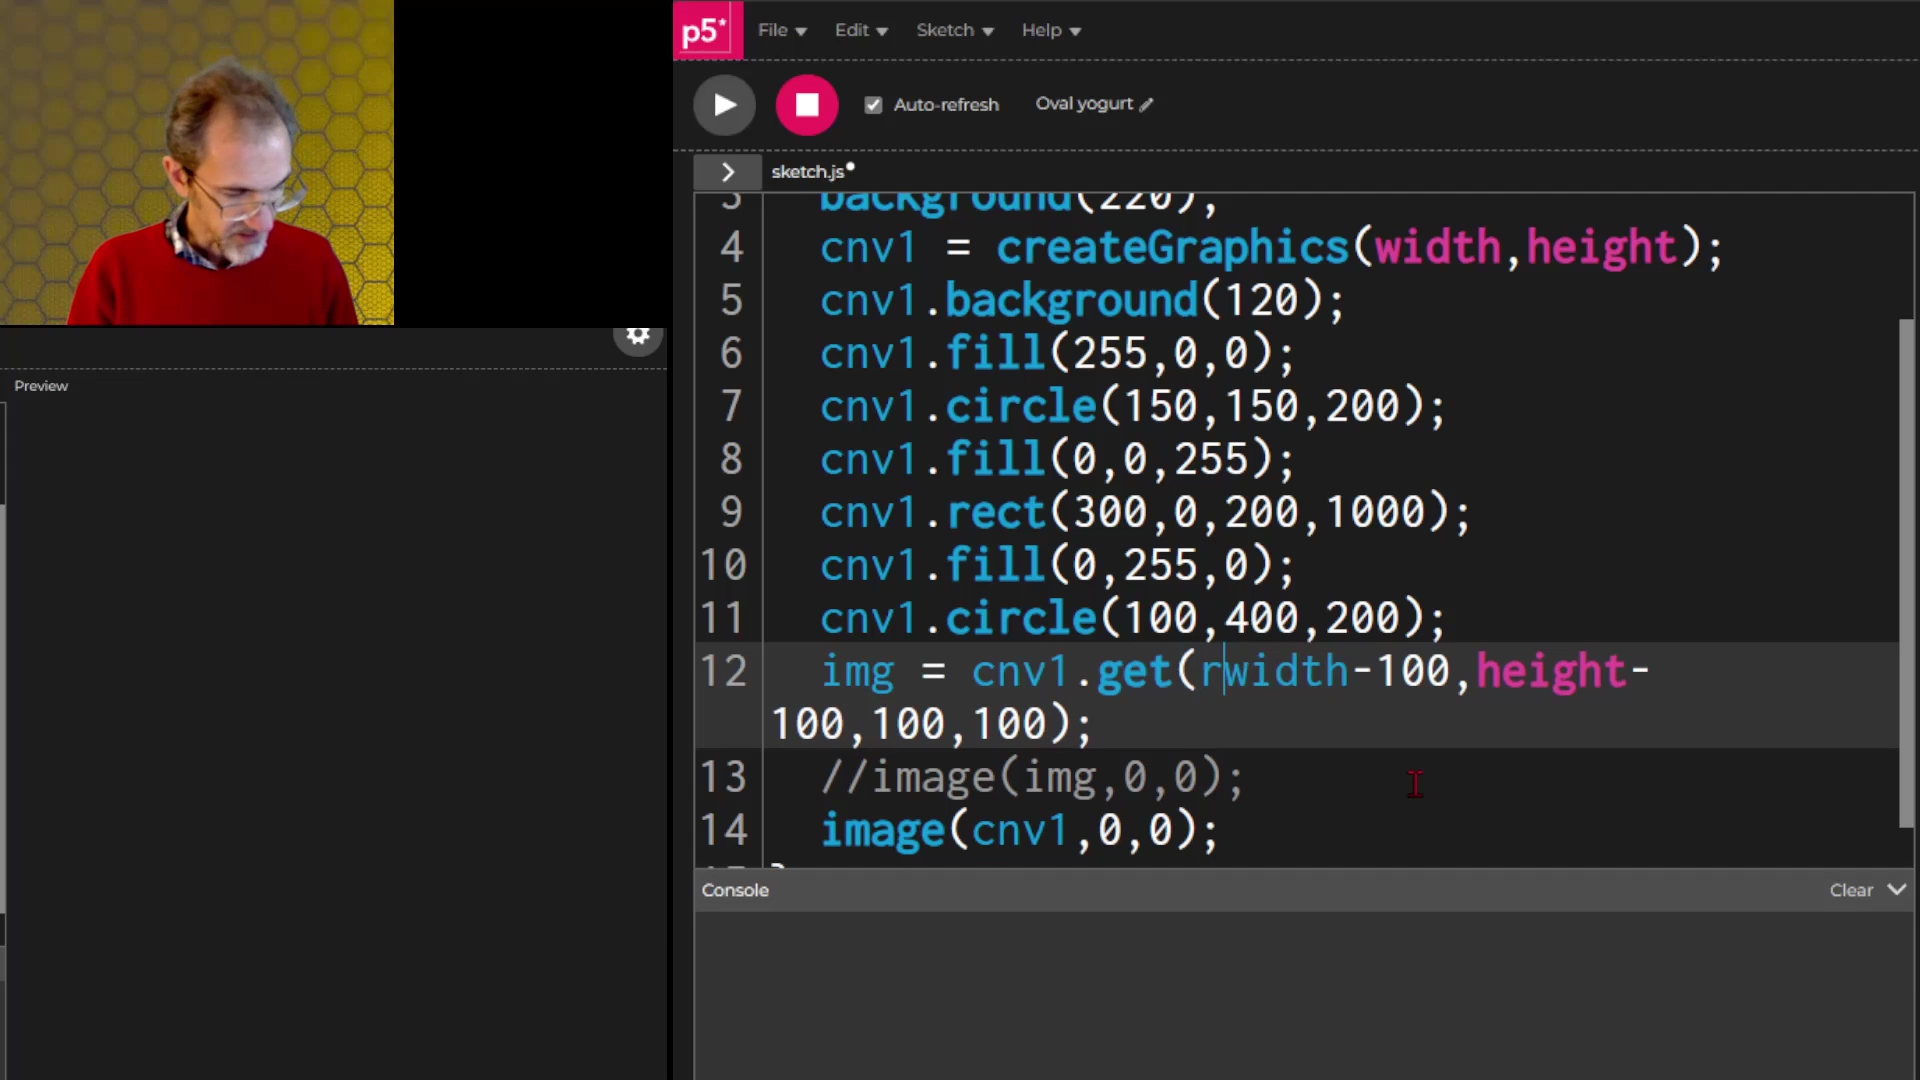 p5* File Edit Sketch Help
Auto-refresh Oval yogurt
sketch.js
Preview
3 background(220);
4 cnv1 = createGraphics(width,height);
5 cnv1.background(120);
6 cnv1.fill(255,0,0);
7 cnv1.circle(150,150,200);
8 cnv1.fill(0,0,255);
9 cnv1.rect(300,0,200,1000);
10 cnv1.fill(0,255,0);
11 cnv1.circle(100,400,200);
12 img = cnv1.get(rwidth-100,height-
100,100,100);
13 //image(img,0,0);
14 image(cnv1,0,0);
Console Clear